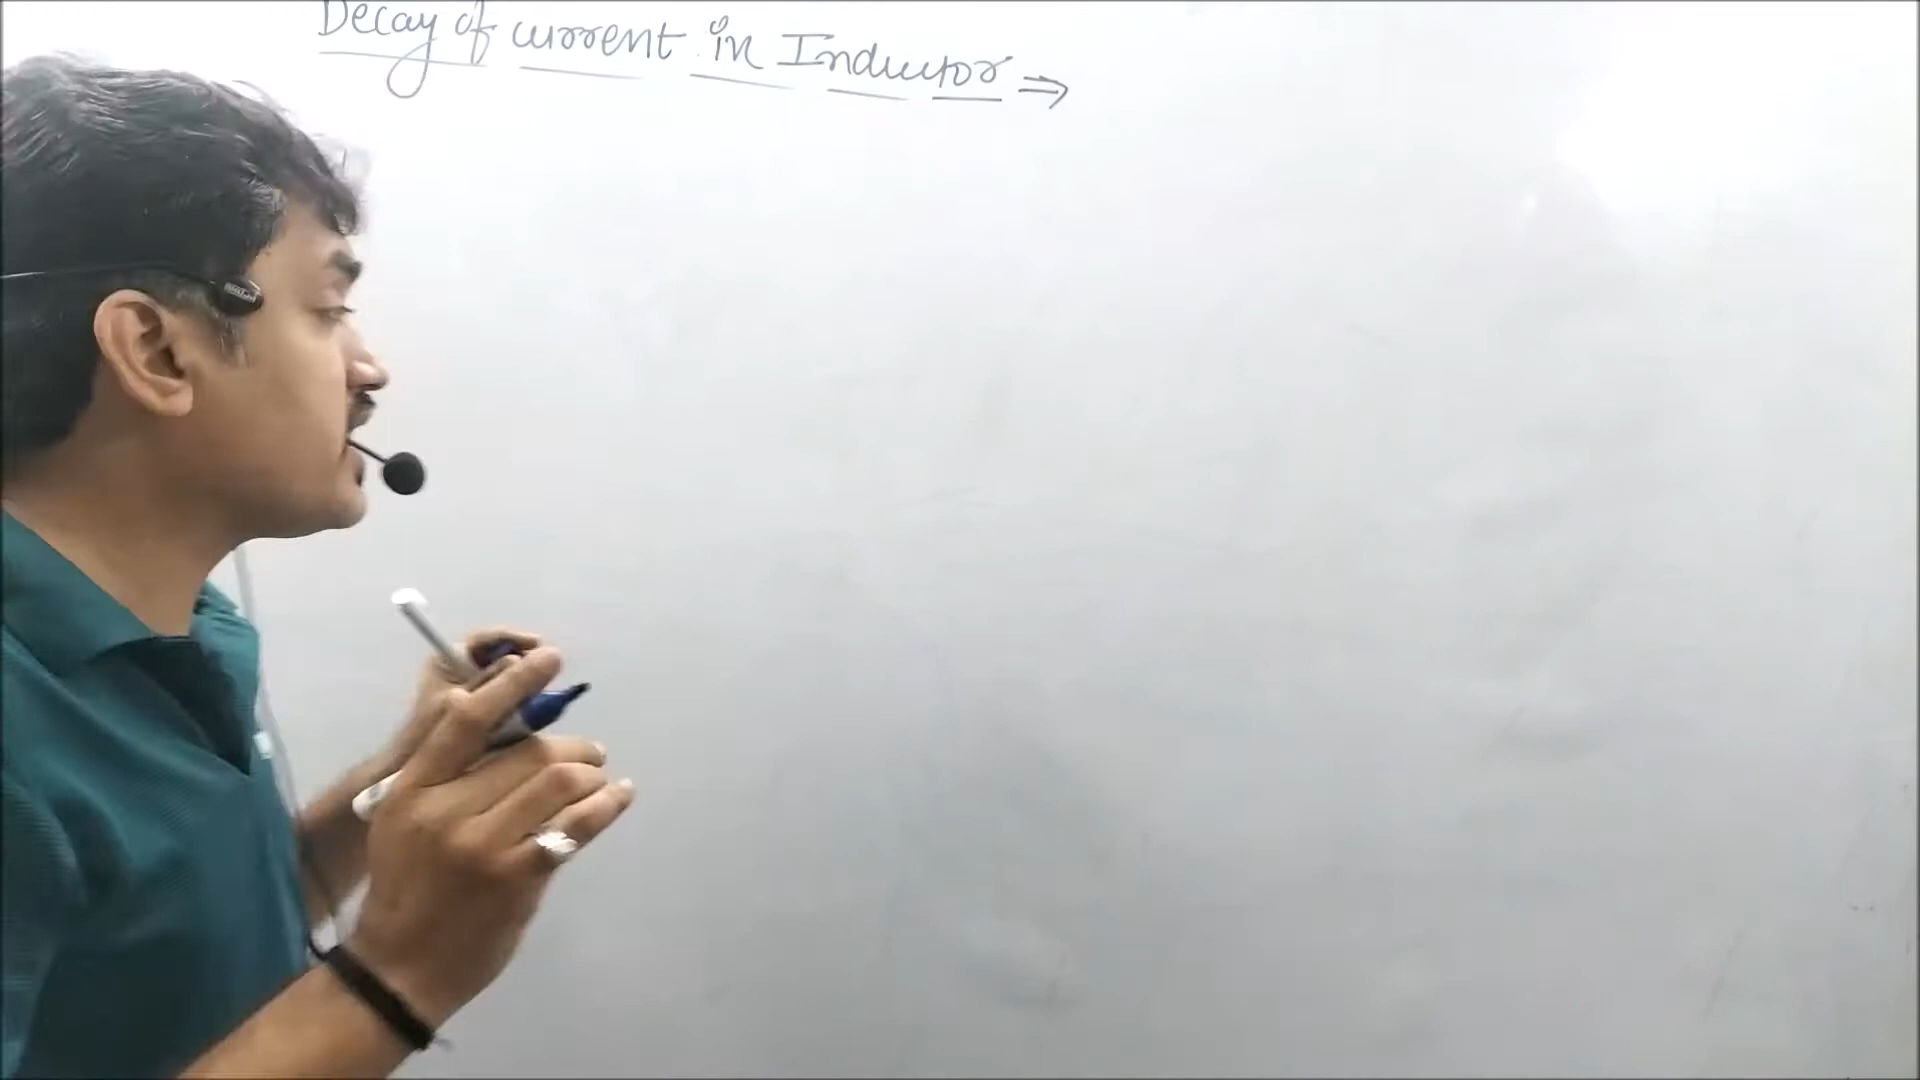 Decay of current in Inductor ⇒